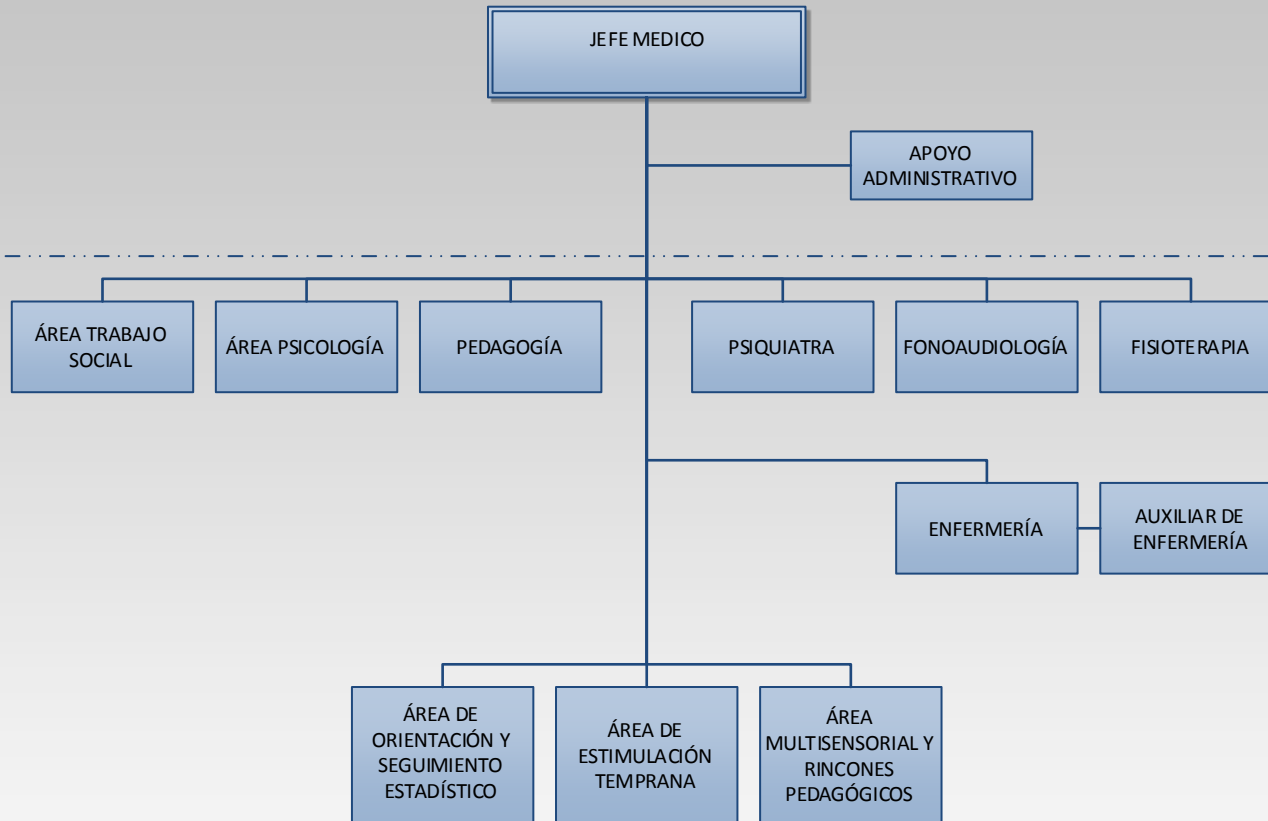 JEFE MEDICO
APOYO
ADMINISTRATIVO
ÁREA TRABAJO
SOCIAL
ÁREA PSICOLOGÍA
PEDAGOGÍA
PSIQUIATRA
FONOAUDIOLOGÍA
FISIOTERAPIA
ENFERMERÍA
AUXILIAR DE
ENFERMERÍA
ÁREA DE
ORIENTACIÓN Y
SEGUIMIENTO
ESTADÍSTICO
ÁREA DE
ESTIMULACIÓN
TEMPRANA
ÁREA
MULTISENSORIAL Y
RINCONES
PEDAGÓGICOS